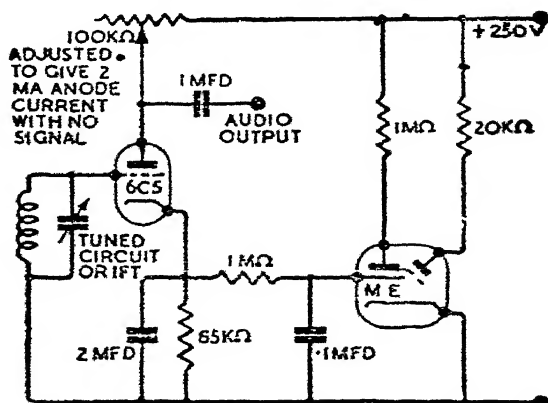 100KΩ
ADJUSTED
TO GIVE 2
MA ANODE
CURRENT
WITH NO
SIGNAL
1MFD
AUDIO
OUTPUT
+250V
1MΩ
20KΩ
6C5
TUNED
CIRCUIT
OR IFT
1MΩ
M E
2MFD
.1MFD